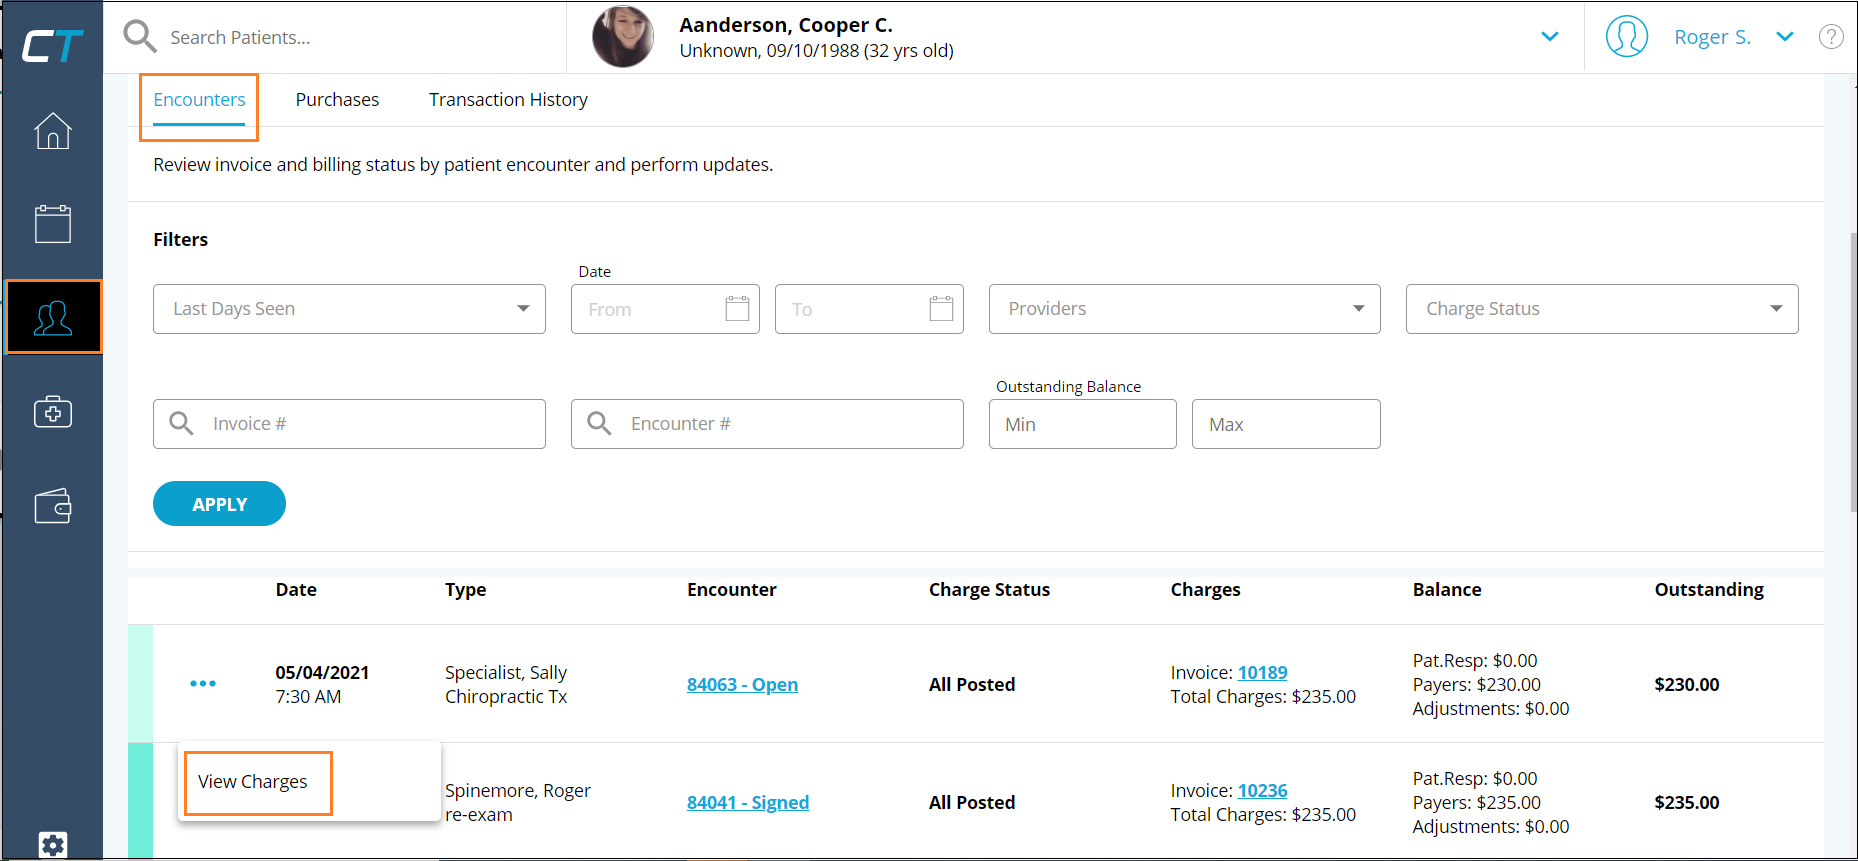 CT
Search Patients...
Aanderson, Cooper C.
Unknown, 09/10/1988 (32 yrs old)
Roger S.
?
Encounters
Purchases
Transaction History
Review invoice and billing status by patient encounter and perform updates.
Filters
Date
Last Days Seen
From
To
Providers
Charge Status
Outstanding Balance
Invoice #
Encounter #
Min
Max
APPLY
Date
Type
Encounter
Charge Status
Charges
Balance
Outstanding
05/04/2021
7:30 AM
Specialist, Sally
Chiropractic Tx
84063 - Open
All Posted
Invoice: 10189
Total Charges: $235.00
Pat.Resp: $0.00
Payers: $230.00
Adjustments: $0.00
$230.00
View Charges
Spinemore, Roger
re-exam
84041 - Signed
All Posted
Invoice: 10236
Total Charges: $235.00
Pat.Resp: $0.00
Payers: $235.00
Adjustments: $0.00
$235.00